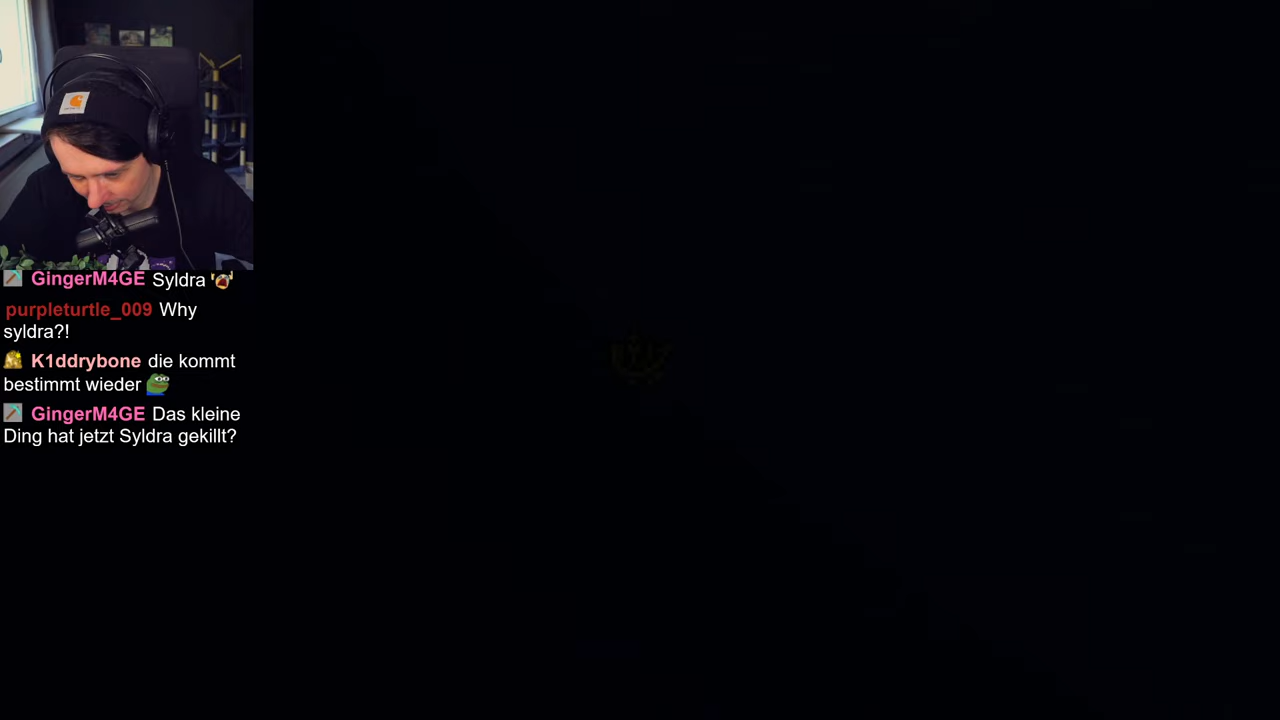 GingerM4GE Syldra
purpleturtle_009 Why
syldra?!
K1ddrybone die kommt
bestimmt wieder
GingerM4GE Das kleine
Ding hat jetzt Syldra gekillt?